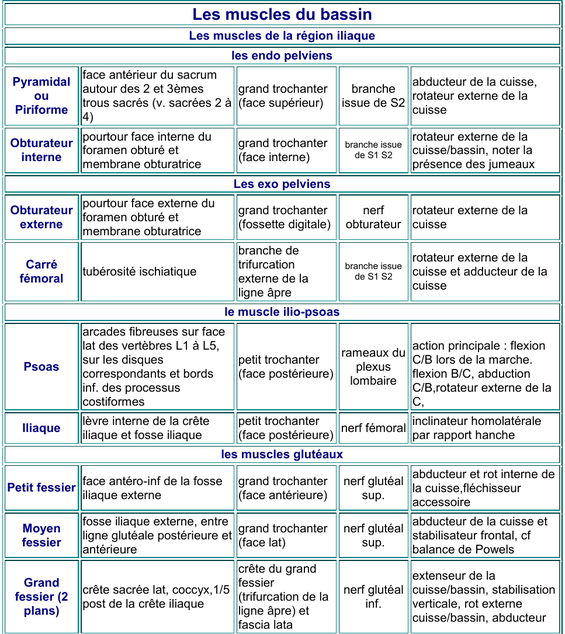 Les muscles du bassin
Les muscles de la région iliaque
les endo pelviens
Pyramidal
ou
Piriforme
face antérieur du sacrum
autour des 2 et 3èmes
trous sacrés (v. sacrées 2 à
4)
grand trochanter
(face supérieur)
branche
issue de S2
abducteur de la cuisse,
rotateur externe de la
cuisse
Obturateur
interne
pourtour face interne du
foramen obturé et
membrane obturatrice
grand trochanter
(face interne)
branche issue
de S1 S2
rotateur externe de la
cuisse/bassin, noter la
présence des jumeaux
Les exo pelviens
Obturateur
externe
pourtour face externe du
foramen obturé et
membrane obturatrice
grand trochanter
(fossette digitale)
nerf
obturateur
rotateur externe de la
cuisse
Carré
fémoral
tubérosité ischiatique
branche de
trifurcation
externe de la
ligne âpre
branche issue
de S1 S2
rotateur externe de la
cuisse et adducteur de la
cuisse
le muscle ilio-psoas
Psoas
arcades fibreuses sur face
lat des vertèbres L1 à L5,
sur les disques
correspondants et bords
inf. des processus
costiformes
petit trochanter
(face postérieure)
rameaux du
plexus
lombaire
action principale : flexion
C/B lors de la marche.
flexion B/C, abduction
C/B,rotateur externe de la
C,
Iliaque
lèvre interne de la crête
iliaque et fosse iliaque
petit trochanter
(face postérieure)
nerf fémoral
inclinateur homolatérale
par rapport hanche
les muscles glutéaux
Petit fessier
face antéro-inf de la fosse
iliaque externe
grand trochanter
(face antérieure)
nerf glutéal
sup.
abducteur et rot interne de
la cuisse,fléchisseur
accessoire
Moyen
fessier
fosse iliaque externe, entre
ligne glutéale postérieure et
antérieure
grand trochanter
(face lat)
nerf glutéal
sup.
abducteur de la cuisse et
stabilisateur frontal, cf
balance de Powels
Grand
fessier (2
plans)
crête sacrée lat, coccyx,1/5
post de la crête iliaque
crête du grand
fessier
(trifurcation de la
ligne âpre) et
fascia lata
nerf glutéal
inf.
extenseur de la
cuisse/bassin, stabilisation
verticale, rot externe
cuisse/bassin, abducteur